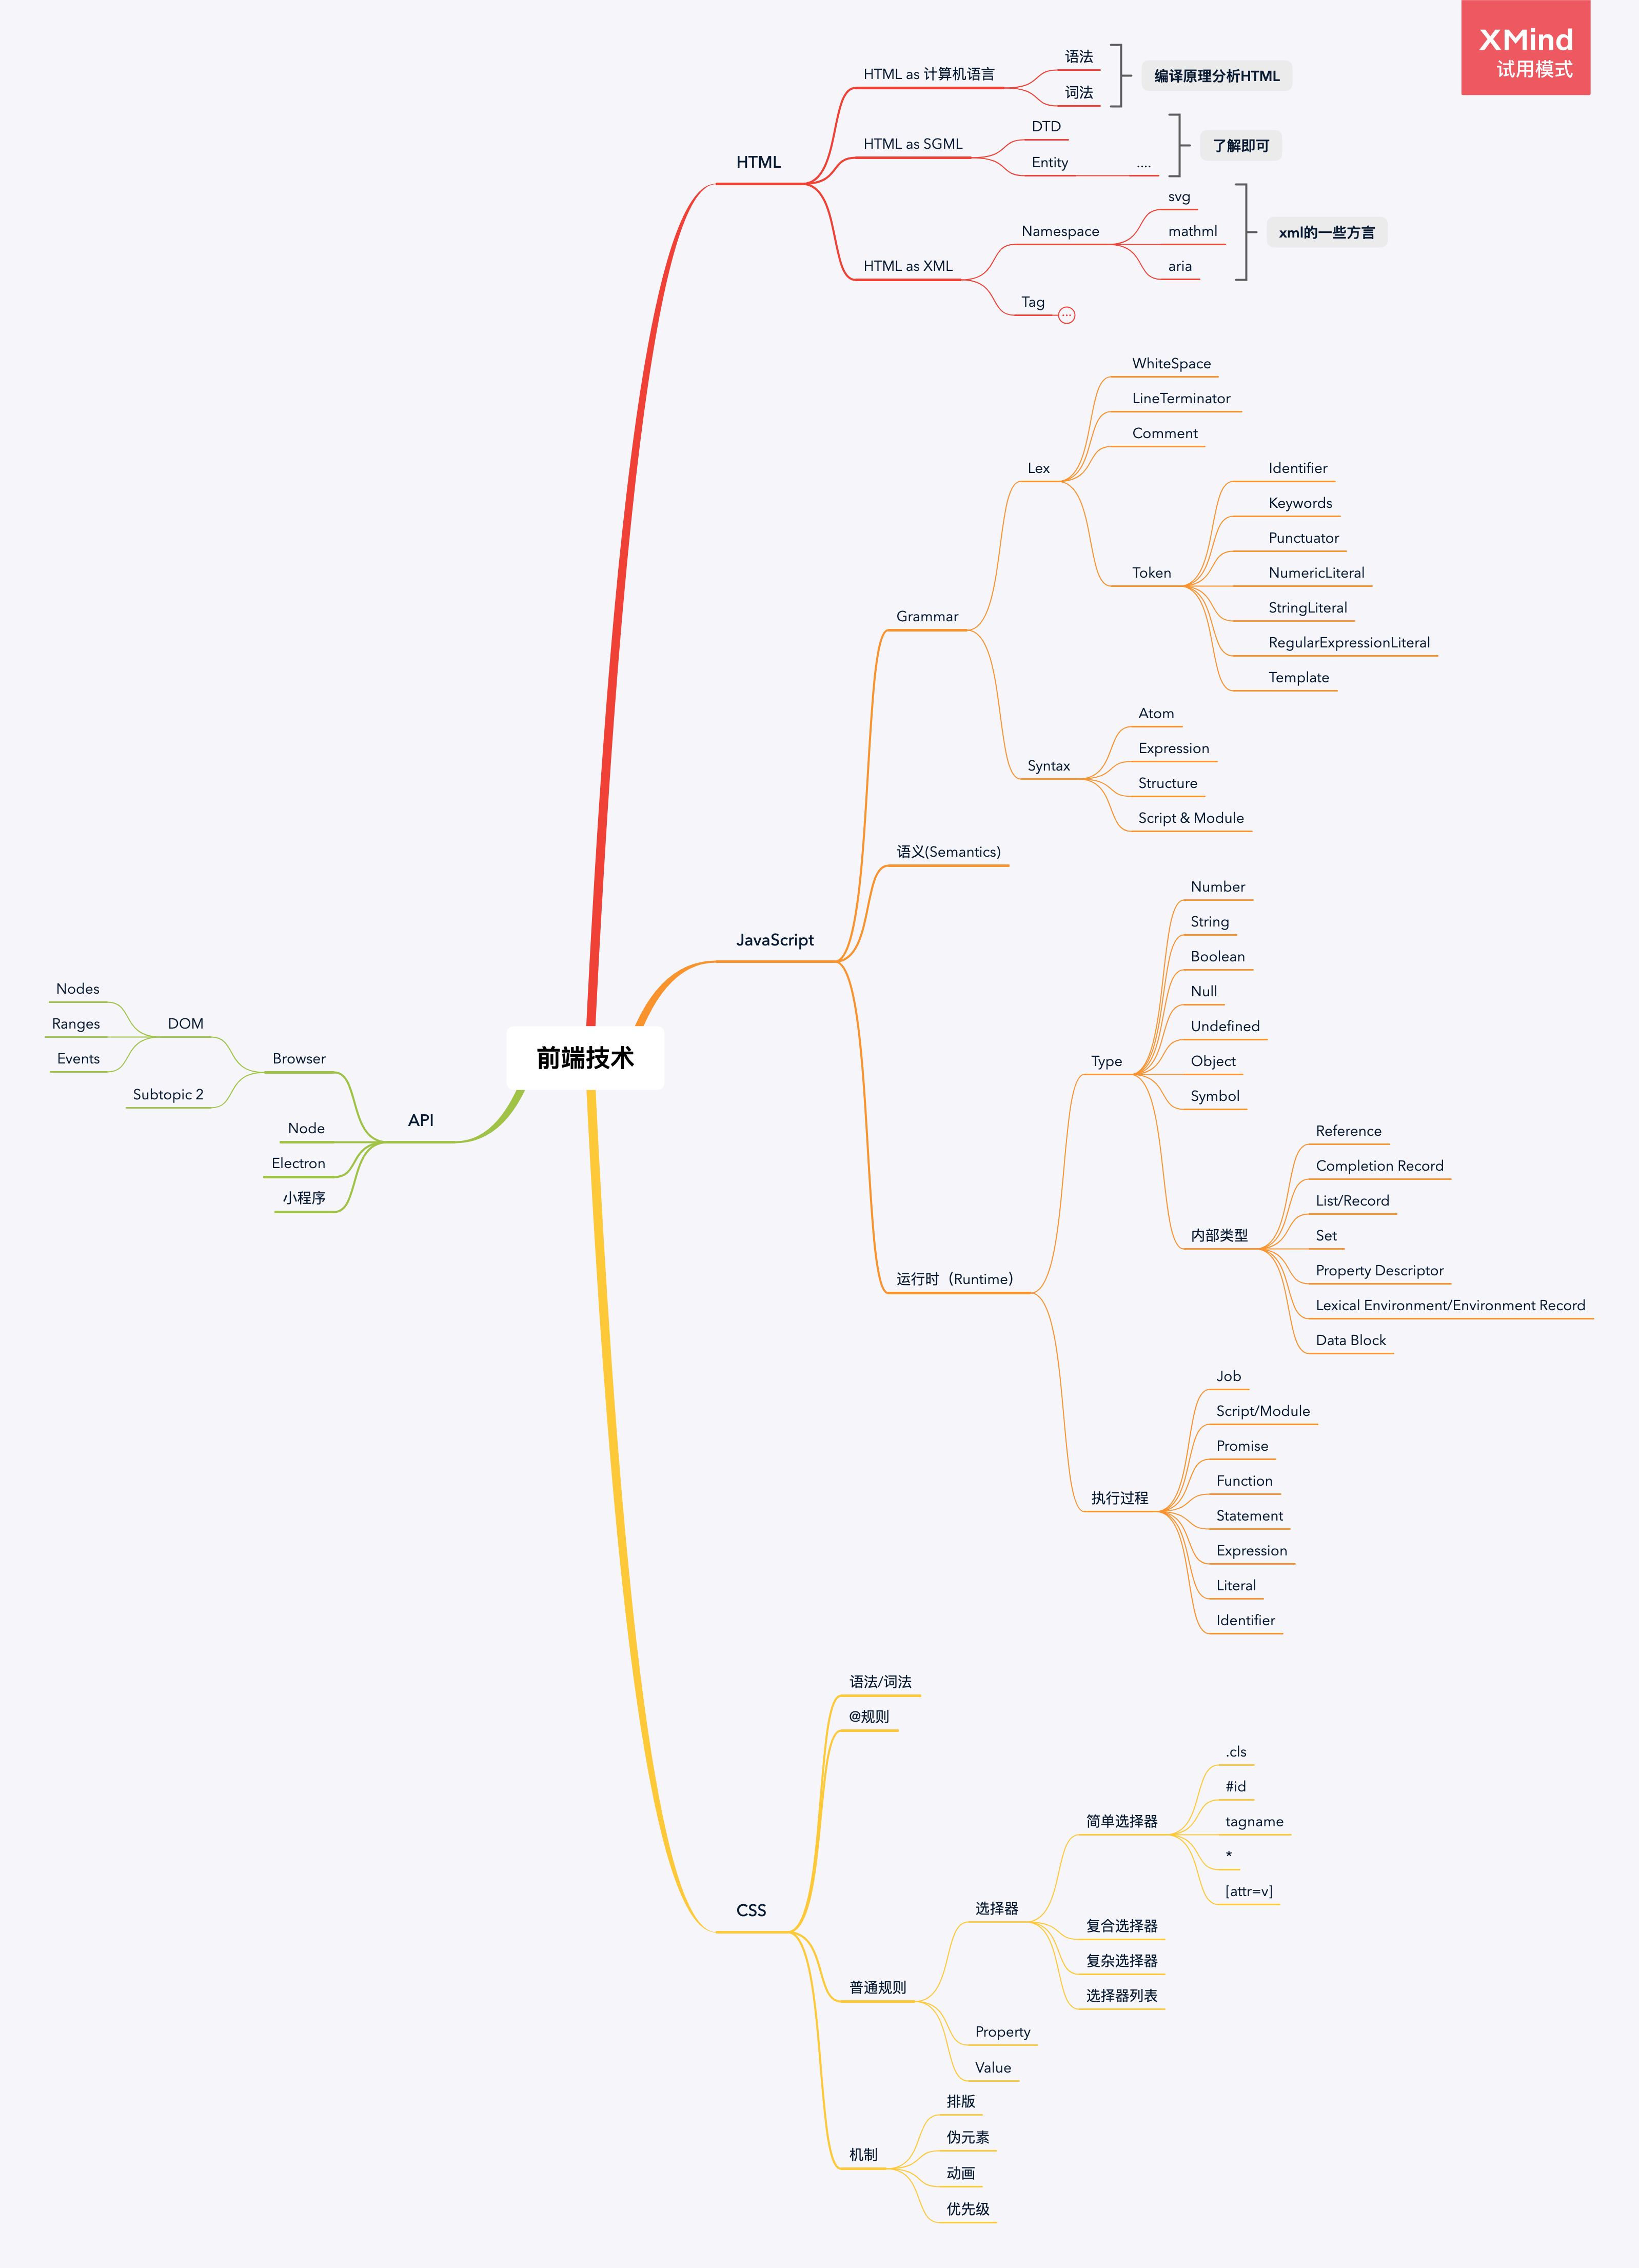 XMind
试用模式
HTML
HTML as 计算机语言
语法
词法
编译原理分析HTML
HTML as SGML
DTD
Entity
....
了解即可
HTML as XML
Namespace
svg
mathml
aria
xml的一些方言
Tag
...
JavaScript
Grammar
Lex
WhiteSpace
LineTerminator
Comment
Token
Identifier
Keywords
Punctuator
NumericLiteral
StringLiteral
RegularExpressionLiteral
Template
Syntax
Atom
Expression
Structure
Script & Module
语义(Semantics)
运行时（Runtime）
Type
Number
String
Boolean
Null
Undefined
Object
Symbol
内部类型
Reference
Completion Record
List/Record
Set
Property Descriptor
Lexical Environment/Environment Record
Data Block
执行过程
Job
Script/Module
Promise
Function
Statement
Expression
Literal
Identifier
前端技术
API
Browser
DOM
Nodes
Ranges
Events
Subtopic 2
Node
Electron
小程序
CSS
语法/词法
@规则
普通规则
选择器
简单选择器
.cls
#id
tagname
*
[attr=v]
复合选择器
复杂选择器
选择器列表
Property
Value
机制
排版
伪元素
动画
优先级